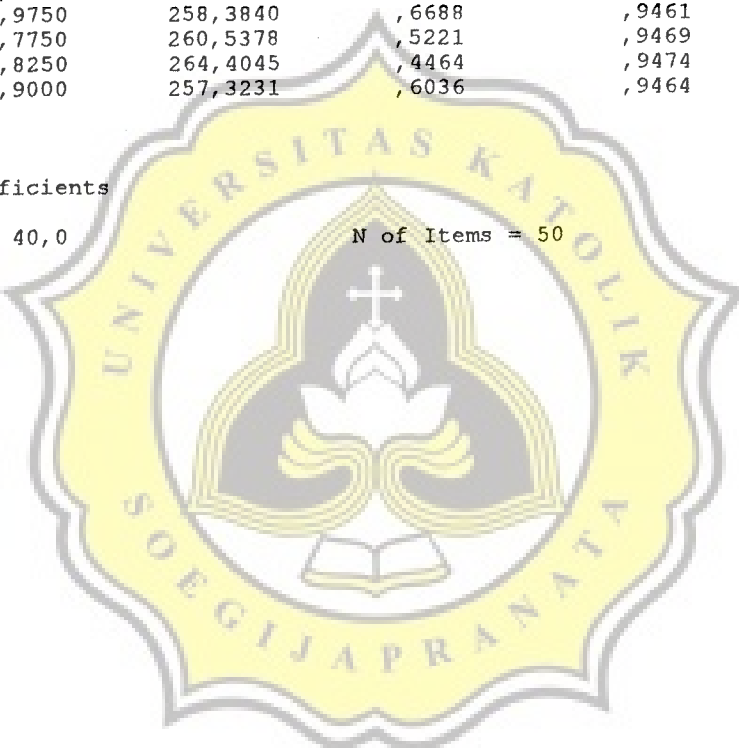 ,9750 258,3840 ,6688 ,9461
,7750 260,5378 ,5221 ,9469
,8250 264,4045 ,4464 ,9474
,9000 257,3231 ,6036 ,9464
ficients
40,0 N of Items = 50
UNIVERSITAS KATOLIK
SOEGIJAPRANATA